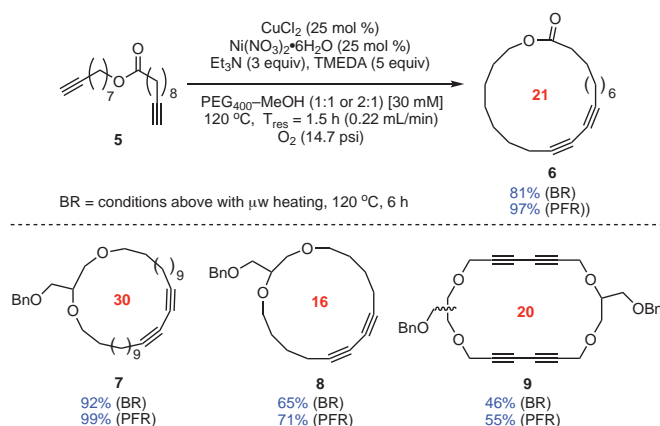 CuCl2 (25 mol %)
Ni(NO3)2•6H2O (25 mol %)
Et3N (3 equiv), TMEDA (5 equiv)
PEG400–MeOH (1:1 or 2:1) [30 mM]
120 oC, Tres = 1.5 h (0.22 mL/min)
O2 (14.7 psi)
O
O
7
8
5
O
O
6
21
6
81% (BR)
97% (PFR))
BR = conditions above with μw heating, 120 oC, 6 h
O
9
BnO
O
30
9
7
92% (BR)
99% (PFR)
O
BnO
O
16
8
65% (BR)
71% (PFR)
O
O
BnO
20
OBn
O
O
9
46% (BR)
55% (PFR)